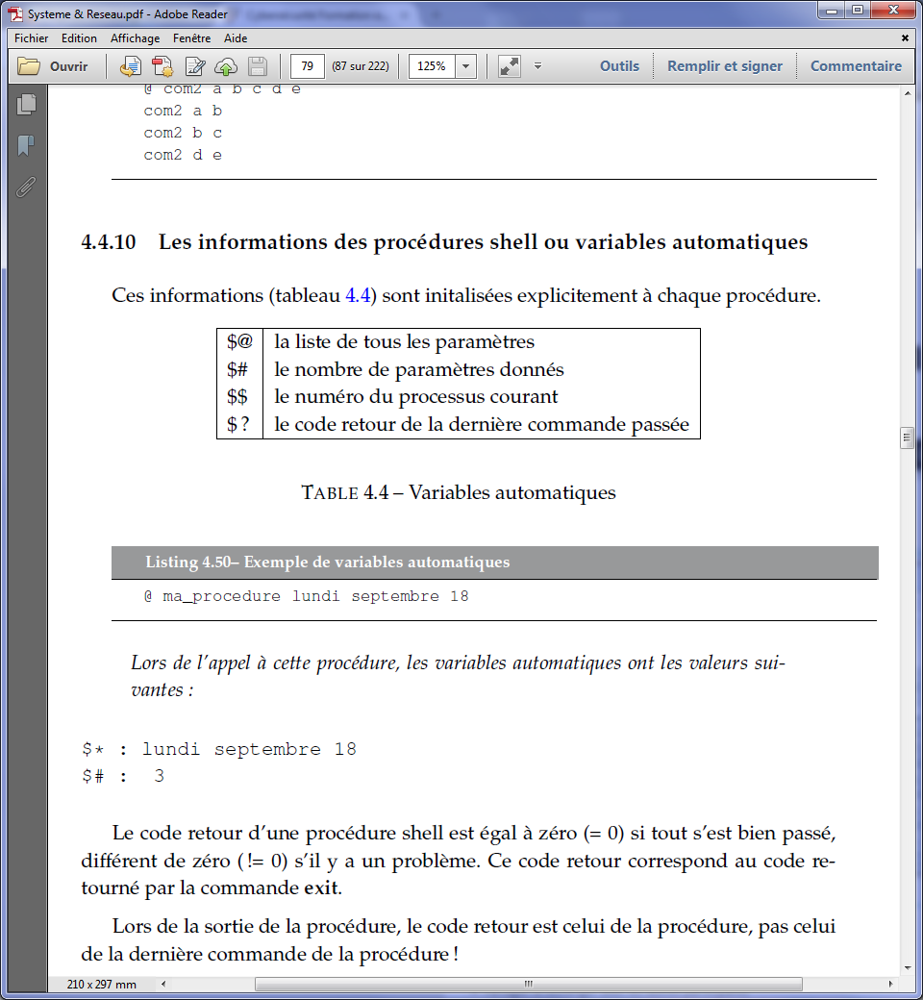 Systeme & Reseau.pdf - Adobe Reader
Fichier Edition Affichage Fenêtre Aide
Ouvrir 79 (87 sur 222) 125% Outils Remplir et signer Commentaire
@ com2 a b c d e
com2 a b
com2 b c
com2 d e
4.4.10 Les informations des procédures shell ou variables automatiques
Ces informations (tableau 4.4) sont initalisées explicitement à chaque procédure.
$@ la liste de tous les paramètres
$# le nombre de paramètres donnés
$$ le numéro du processus courant
$ ? le code retour de la dernière commande passée
TABLE 4.4 – Variables automatiques
Listing 4.50– Exemple de variables automatiques
@ ma_procedure lundi septembre 18
Lors de l'appel à cette procédure, les variables automatiques ont les valeurs sui-
vantes :
$* : lundi septembre 18
$# : 3
Le code retour d'une procédure shell est égal à zéro (= 0) si tout s'est bien passé,
différent de zéro ( != 0) s'il y a un problème. Ce code retour correspond au code re-
tourné par la commande exit.
Lors de la sortie de la procédure, le code retour est celui de la procédure, pas celui
de la dernière commande de la procédure !
210 x 297 mm